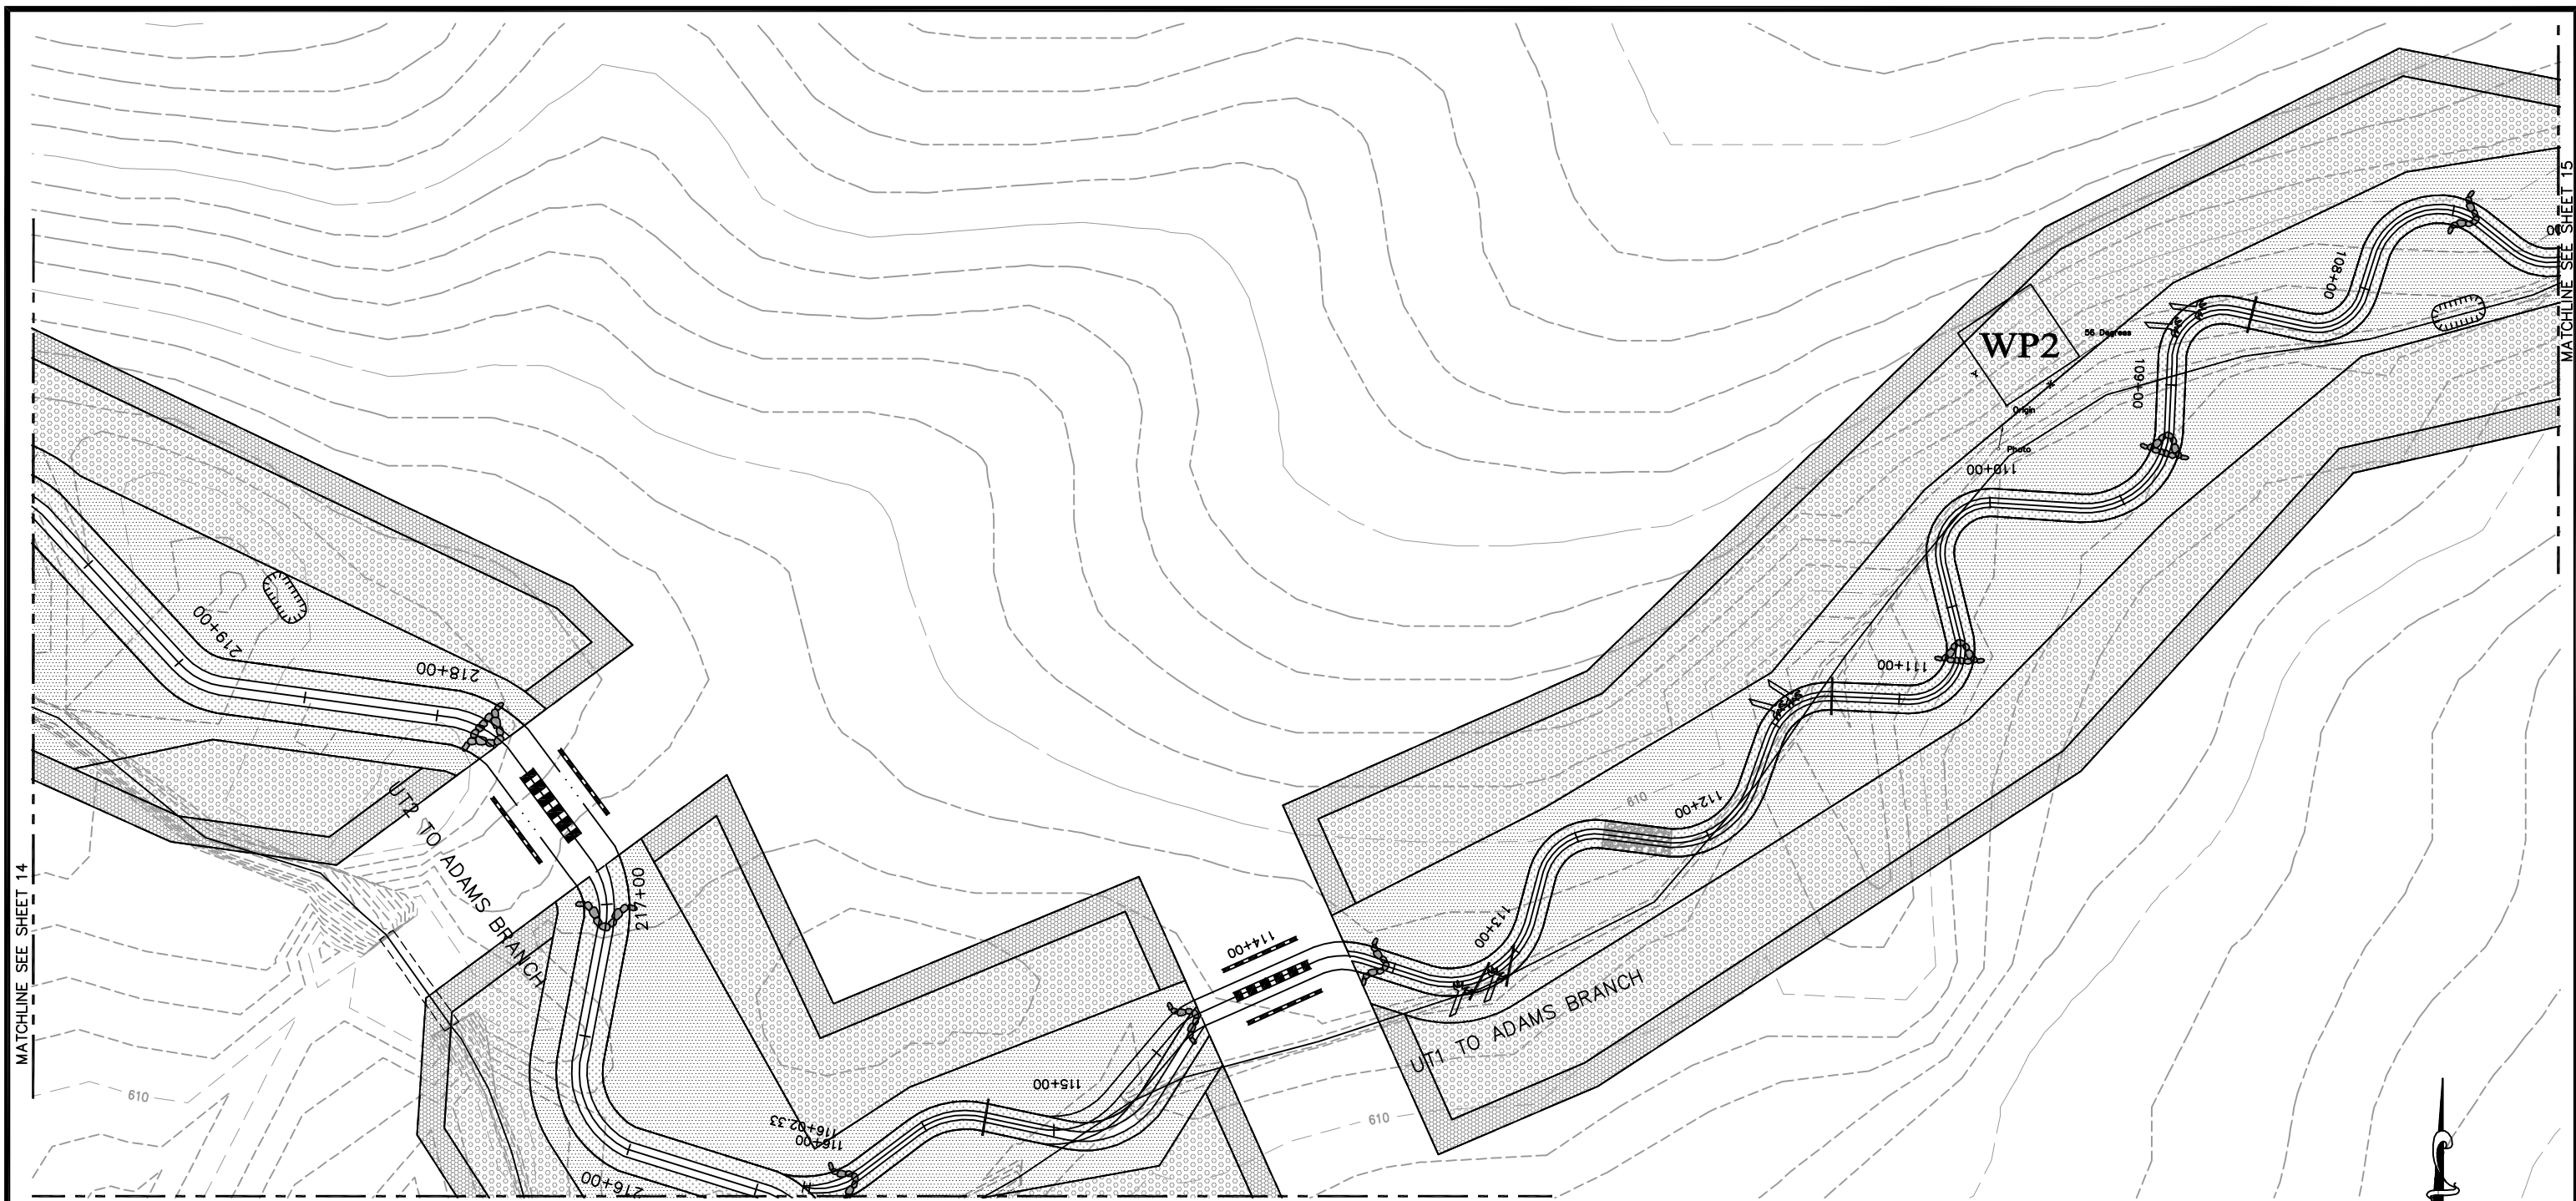 MATCHLINE SEE SHEET 15
108+00
WP2
56 Degrees
109+00
Origin
Photo
110+00
219+00
218+00
111+00
UT2 TO ADAMS BRANCH
610
112+00
217+00
113+00
114+00
MATCHLINE SEE SHEET 14
UT1 TO ADAMS BRANCH
115+00
610
610
116+02.33
116+00
216+00